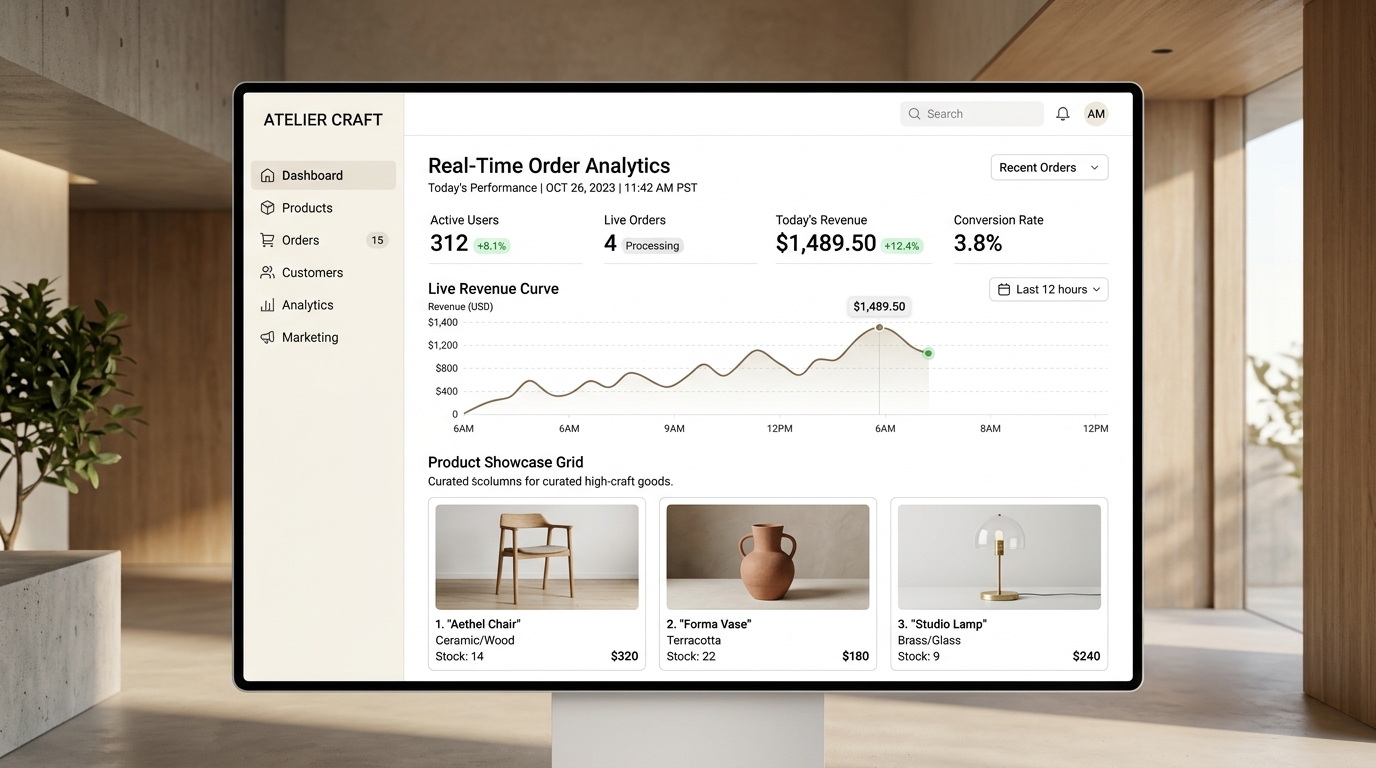 ATELIER CRAFT
Search
AM
Dashboard
Products
Orders 15
Customers
Analytics
Marketing
Real-Time Order Analytics
Today's Performance | OCT 26, 2023 | 11:42 AM PST
Recent Orders
Active Users
312 +8.1%
Live Orders
4 Processing
Today's Revenue
$1,489.50 +12.4%
Conversion Rate
3.8%
Live Revenue Curve
Last 12 hours
Revenue (USD)
$1,489.50
$1,400
$1,200
$800
$400
0
6AM 6AM 9AM 12PM 6AM 8AM 12PM
Product Showcase Grid
Curated ścolumns for curated high-craft goods.
1. "Aethel Chair"
Ceramic/Wood
Stock: 14 $320
2. "Forma Vase"
Terracotta
Stock: 22 $180
3. "Studio Lamp"
Brass/Glass
Stock: 9 $240